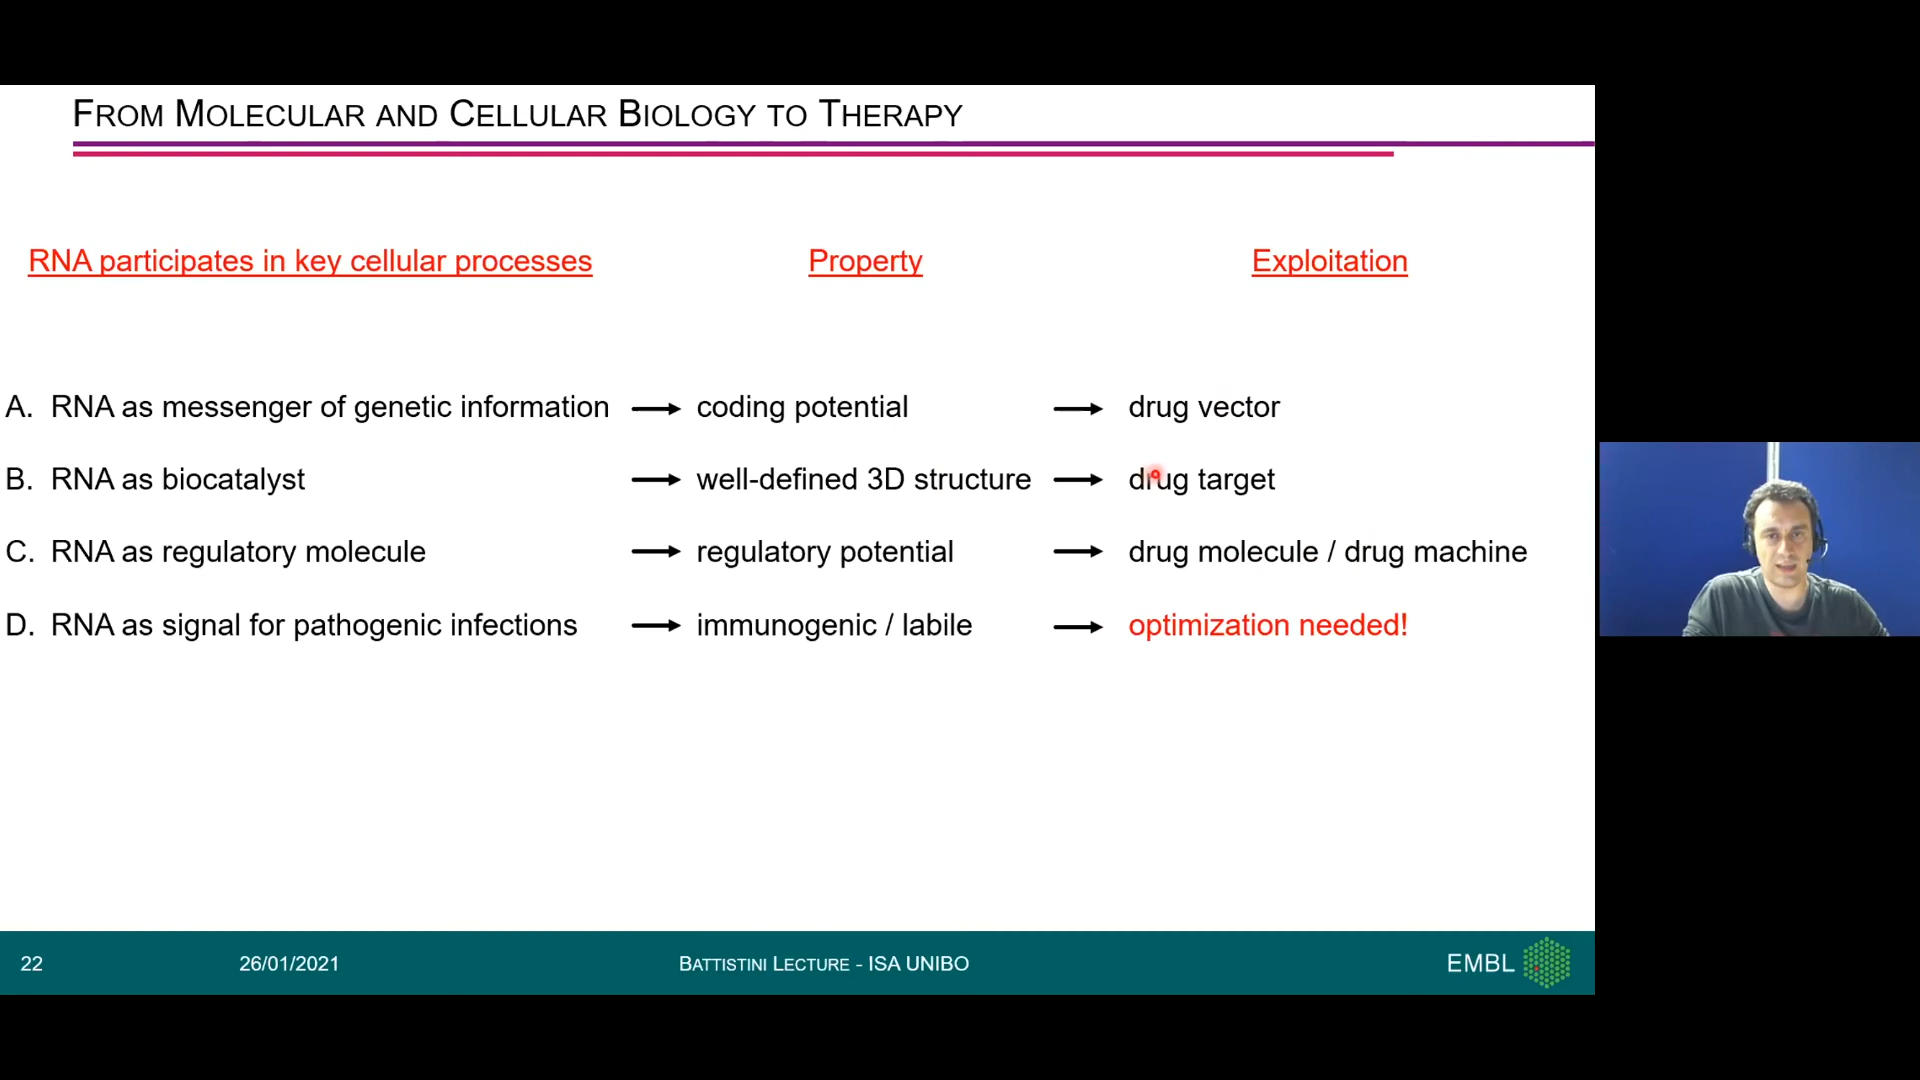 FROM MOLECULAR AND CELLULAR BIOLOGY TO THERAPY
RNA participates in key cellular processes Property Exploitation
A. RNA as messenger of genetic information coding potential drug vector
B. RNA as biocatalyst well-defined 3D structure drug target
C. RNA as regulatory molecule regulatory potential drug molecule / drug machine
D. RNA as signal for pathogenic infections immunogenic / labile optimization needed!
22 26/01/2021 BATTISTINI LECTURE - ISA UNIBO EMBL